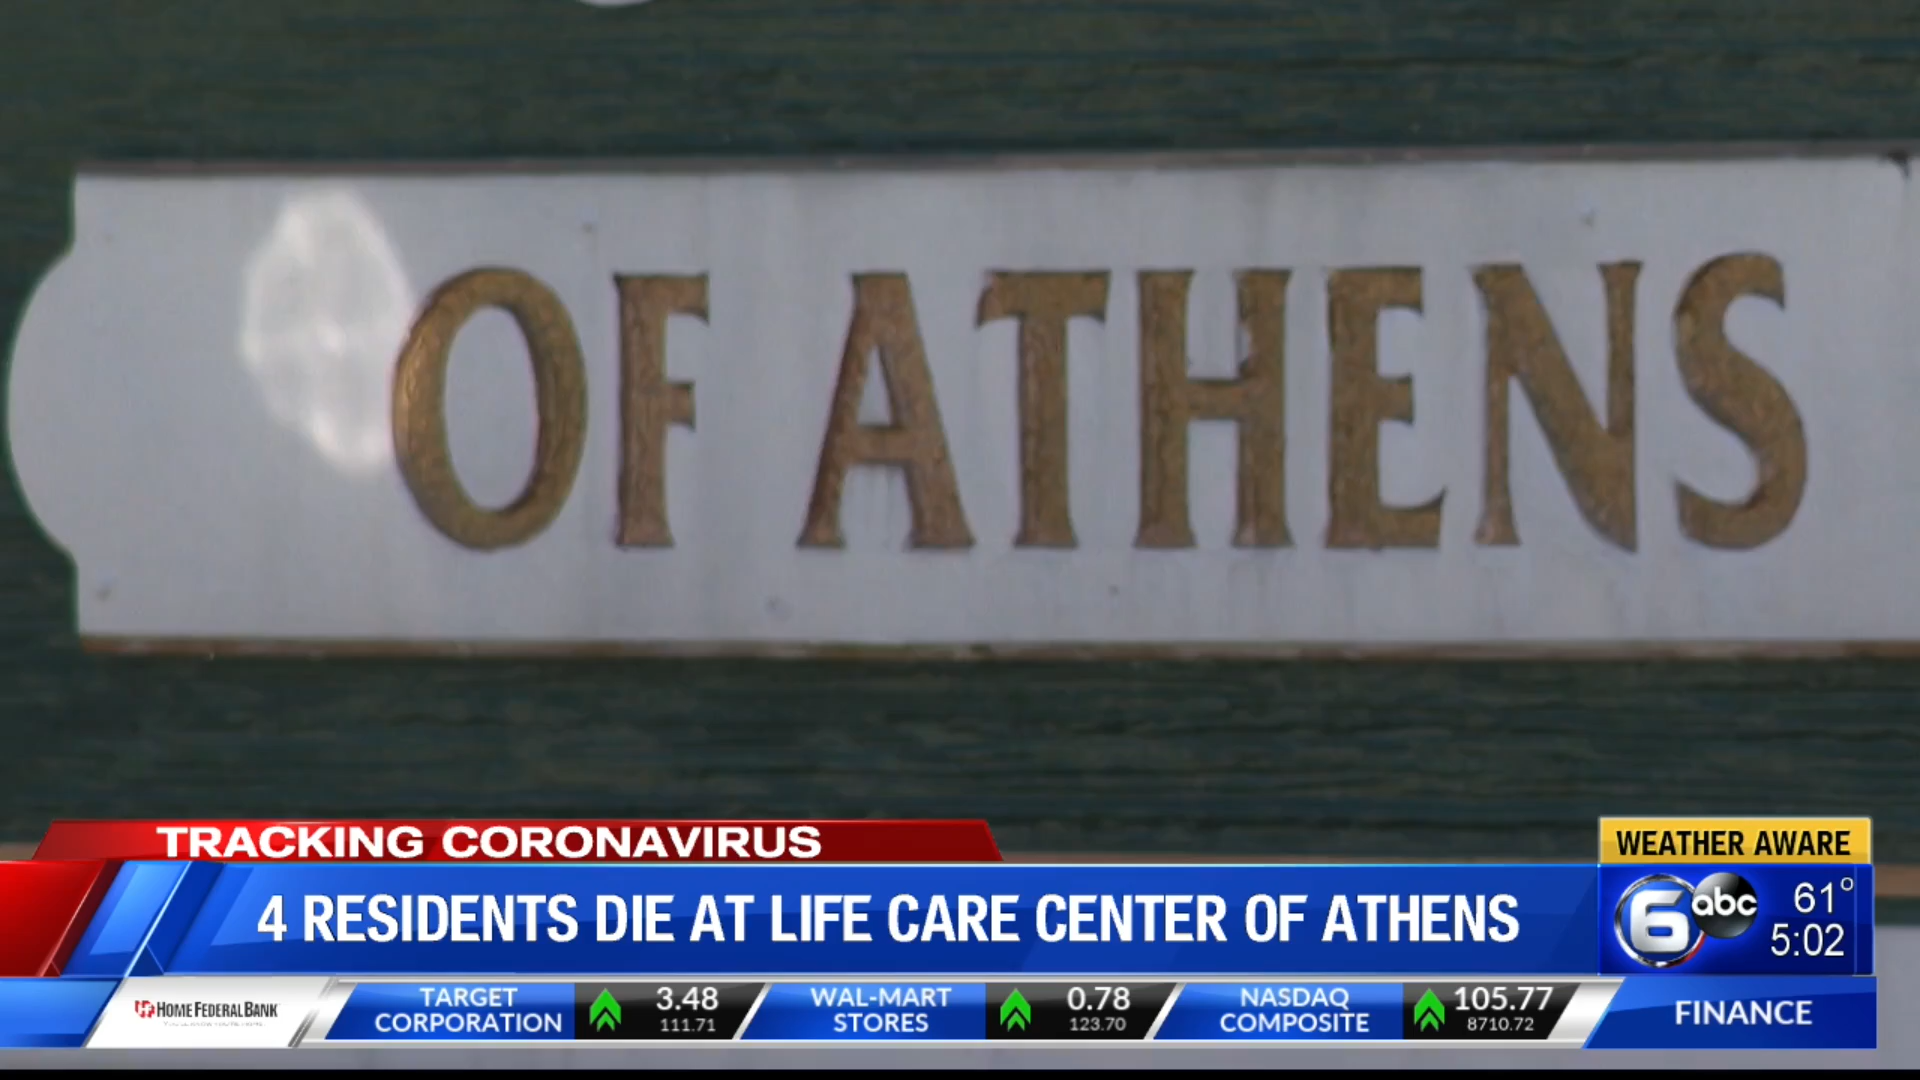 OF ATHENS
TRACKING CORONAVIRUS
4 RESIDENTS DIE AT LIFE CARE CENTER OF ATHENS
WEATHER AWARE
6 abc
61°
5:02
HOME FEDERAL BANK
TARGET CORPORATION
3.48
111.71
WAL-MART STORES
0.78
123.70
NASDAQ COMPOSITE
105.77
8710.72
FINANCE